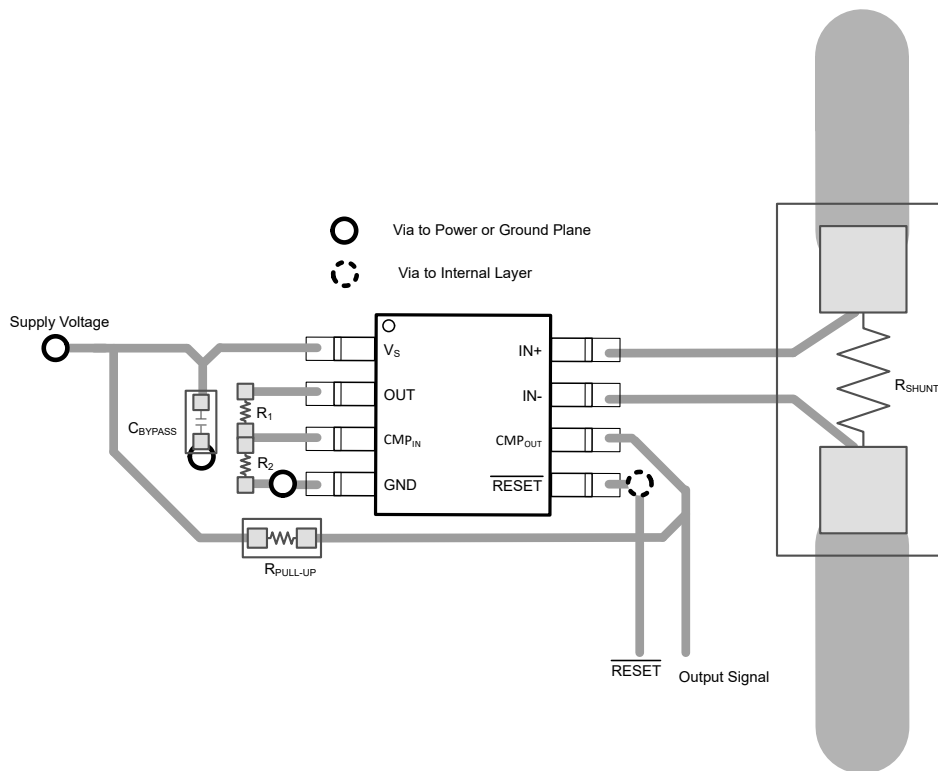 Via to Power or Ground Plane
Via to Internal Layer
Supply Voltage
VS
IN+
OUT
IN-
RSHUNT
R1
CBYPASS
CMPIN
CMPOUT
R2
GND
RESET
RPULL-UP
RESET
Output Signal